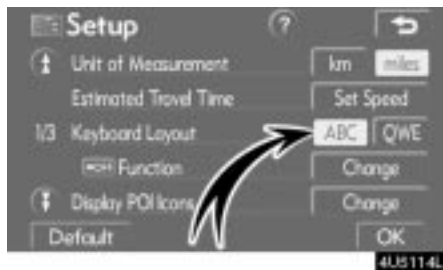 Setup ?
Unit of Measurement km miles
Estimated Travel Time Set Speed
1/3 Keyboard Layout ABC QWE
Function Change
Display POI Icons Change
Default OK
4U5114L